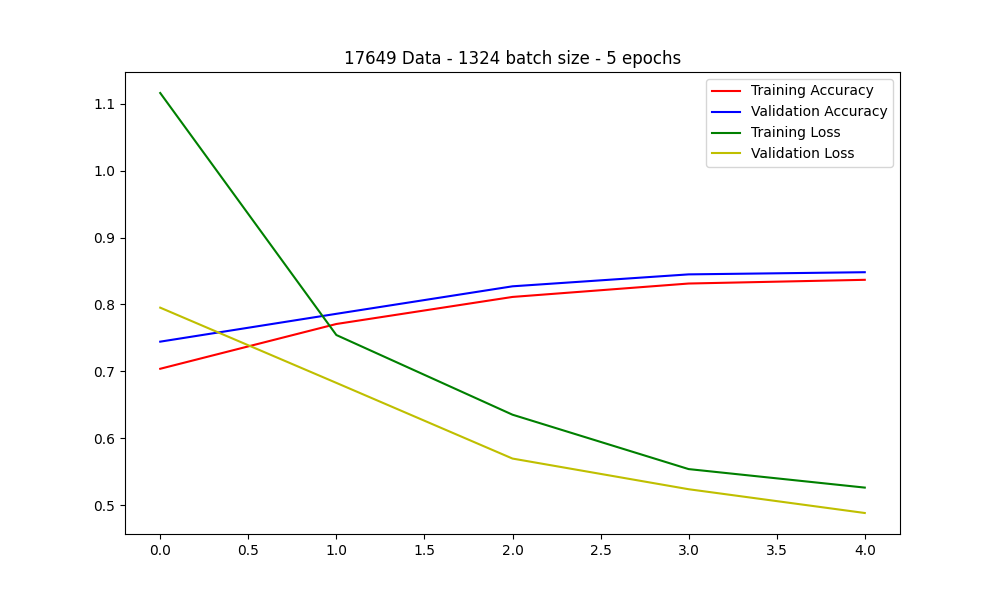 17649 Data - 1324 batch size - 5 epochs
Training Accuracy
Validation Accuracy
Training Loss
Validation Loss
1.1
1.0
0.9
0.8
0.7
0.6
0.5
0.0 0.5 1.0 1.5 2.0 2.5 3.0 3.5 4.0